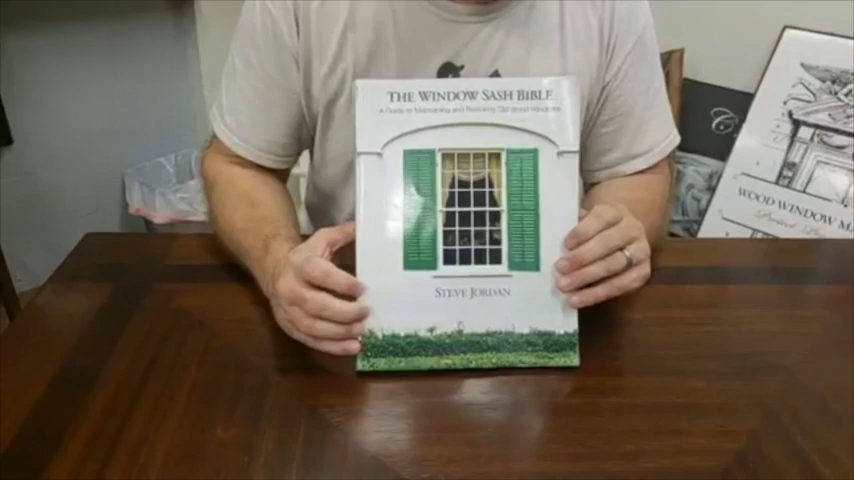 THE WINDOW SASH BIBLE
A Guide to Maintaining and Restoring Old Wood Windows
STEVE JORDAN
WOOD WINDOW